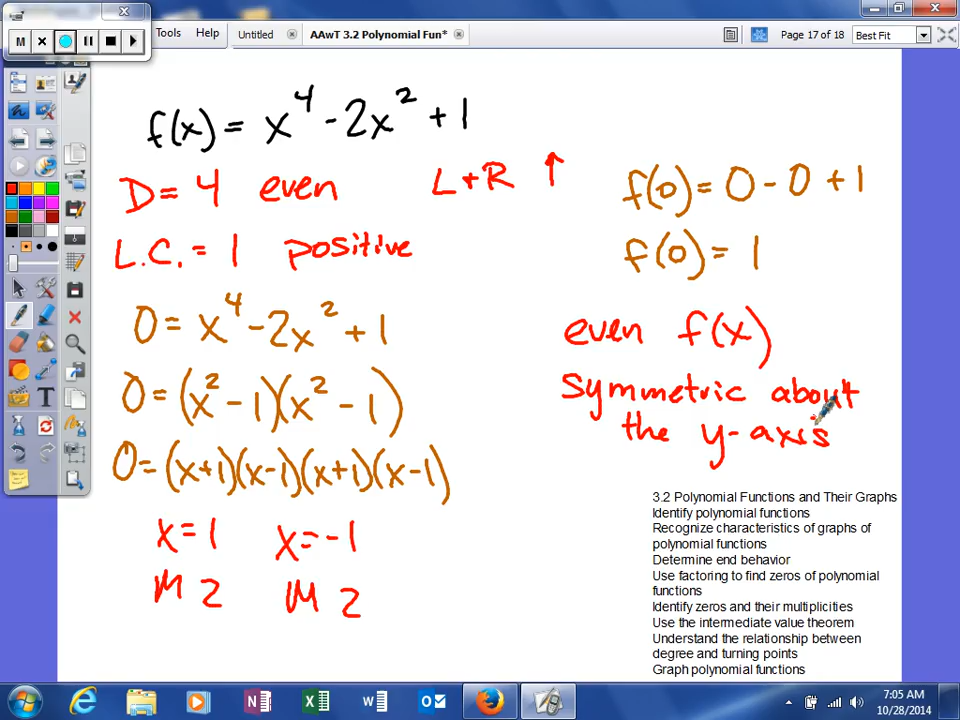 Tools Help Untitled AAwT 3.2 Polynomial Fun* Page 17 of 18 Best Fit
f(x) = x⁴ - 2x² + 1
D = 4 even L + R ↑
L.C. = 1 positive
0 = x⁴ - 2x² + 1
0 = (x² - 1)(x² - 1)
0 = (x+1)(x-1)(x+1)(x-1)
x = 1 x = -1
M 2 M 2
f(0) = 0 - 0 + 1
f(0) = 1
even f(x)
Symmetric about
the y-axis
3.2 Polynomial Functions and Their Graphs
Identify polynomial functions
Recognize characteristics of graphs of
polynomial functions
Determine end behavior
Use factoring to find zeros of polynomial
functions
Identify zeros and their multiplicities
Use the intermediate value theorem
Understand the relationship between
degree and turning points
Graph polynomial functions
7:05 AM
10/28/2014